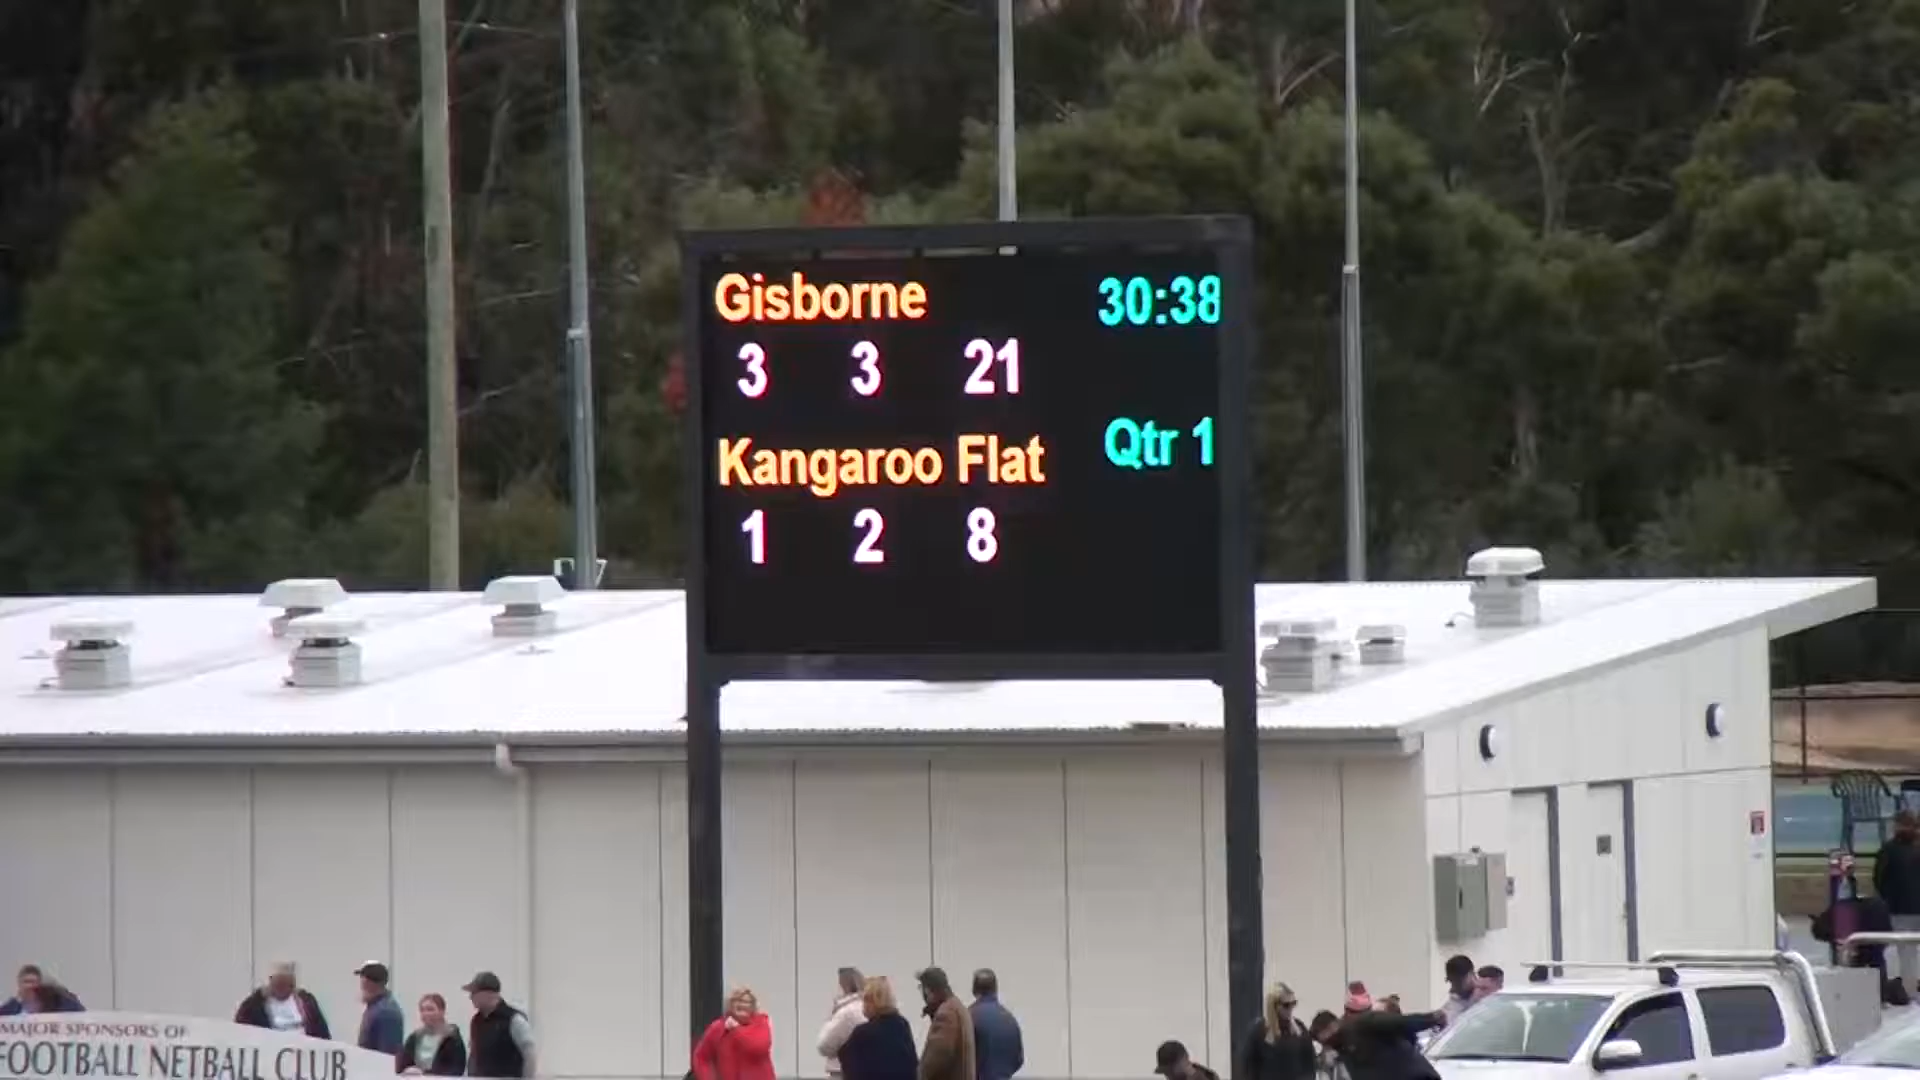 Gisborne 30:38
3 3 21
Kangaroo Flat Qtr 1
1 2 8
MAJOR SPONSORS OF
FOOTBALL NETBALL CLUB